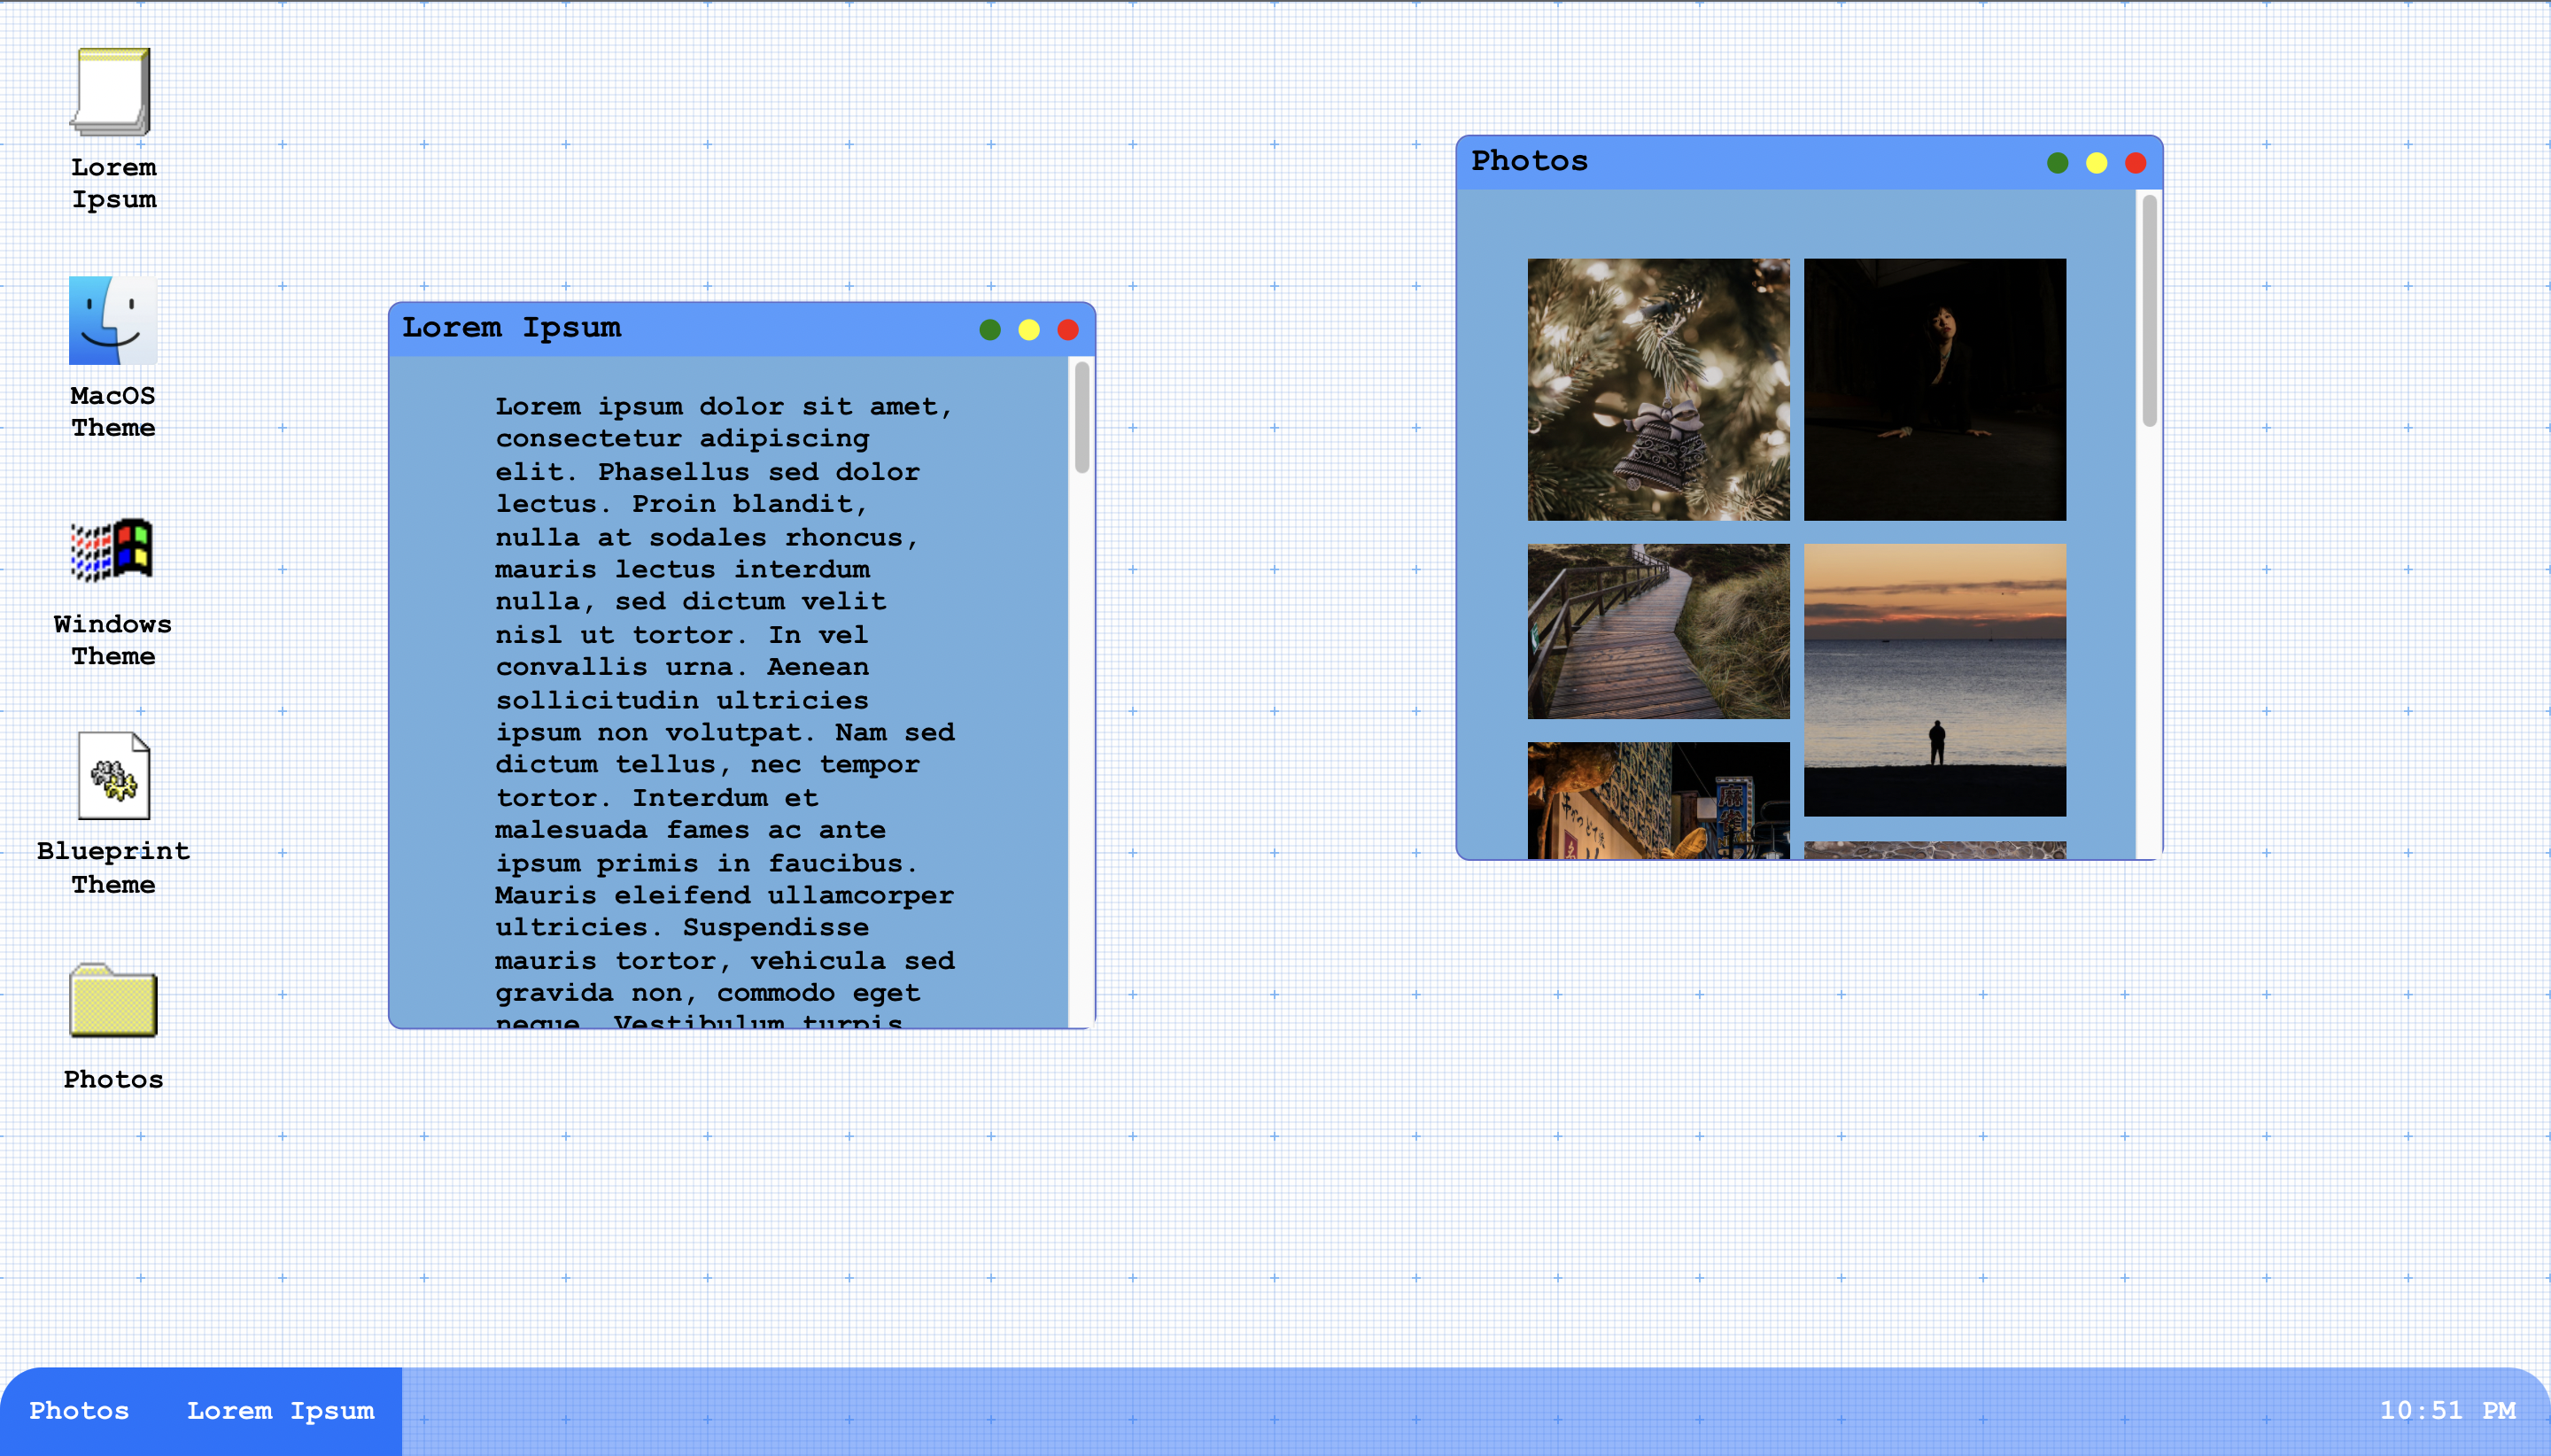 Lorem
Ipsum
MacOS
Theme
Windows
Theme
Blueprint
Theme
Photos
Lorem Ipsum
Lorem ipsum dolor sit amet,
consectetur adipiscing
elit. Phasellus sed dolor
lectus. Proin blandit,
nulla at sodales rhoncus,
mauris lectus interdum
nulla, sed dictum velit
nisl ut tortor. In vel
convallis urna. Aenean
sollicitudin ultricies
ipsum non volutpat. Nam sed
dictum tellus, nec tempor
tortor. Interdum et
malesuada fames ac ante
ipsum primis in faucibus.
Mauris eleifend ullamcorper
ultricies. Suspendisse
mauris tortor, vehicula sed
gravida non, commodo eget
neque. Vestibulum turpis
Photos
Photos
Lorem Ipsum
10:51 PM